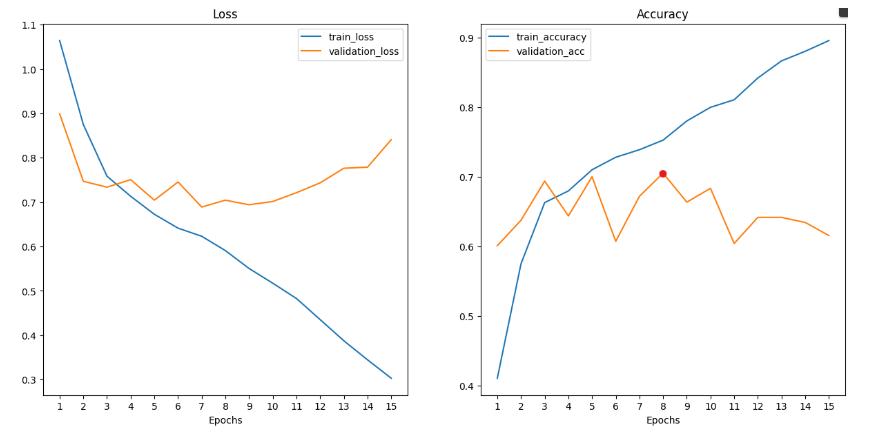 Loss
train_loss
validation_loss
1.1
1.0
0.9
0.8
0.7
0.6
0.5
0.4
0.3
1 2 3 4 5 6 7 8 9 10 11 12 13 14 15
Epochs
Accuracy
train_accuracy
validation_acc
0.9
0.8
0.7
0.6
0.5
0.4
1 2 3 4 5 6 7 8 9 10 11 12 13 14 15
Epochs